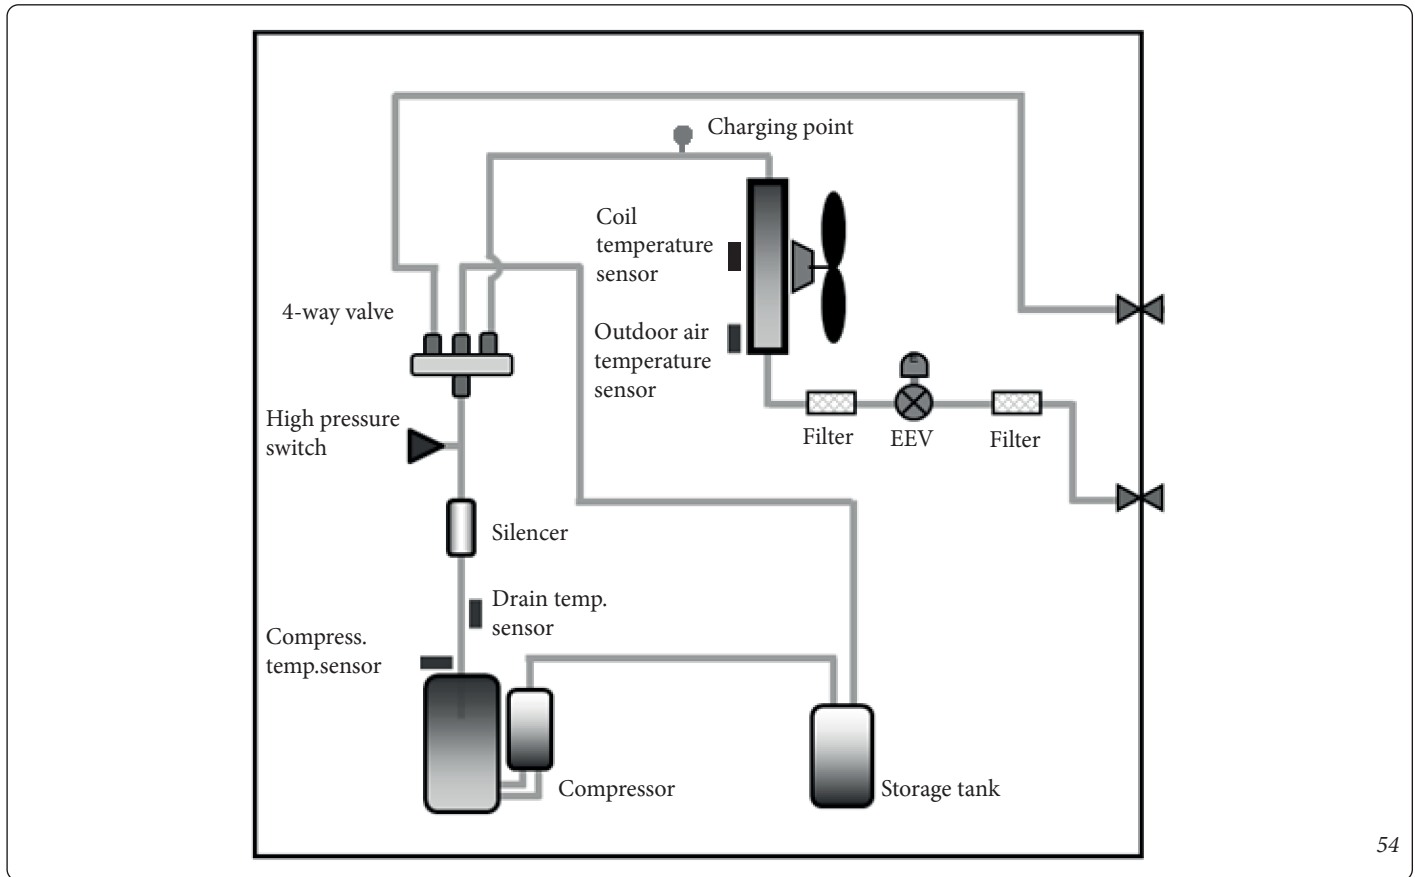 Charging point
Coil
temperature
sensor
4-way valve
Outdoor air
temperature
sensor
E
High pressure
switch
Filter
EEV
Filter
Silencer
Drain temp.
sensor
Compress.
temp.sensor
Compressor
Storage tank
54